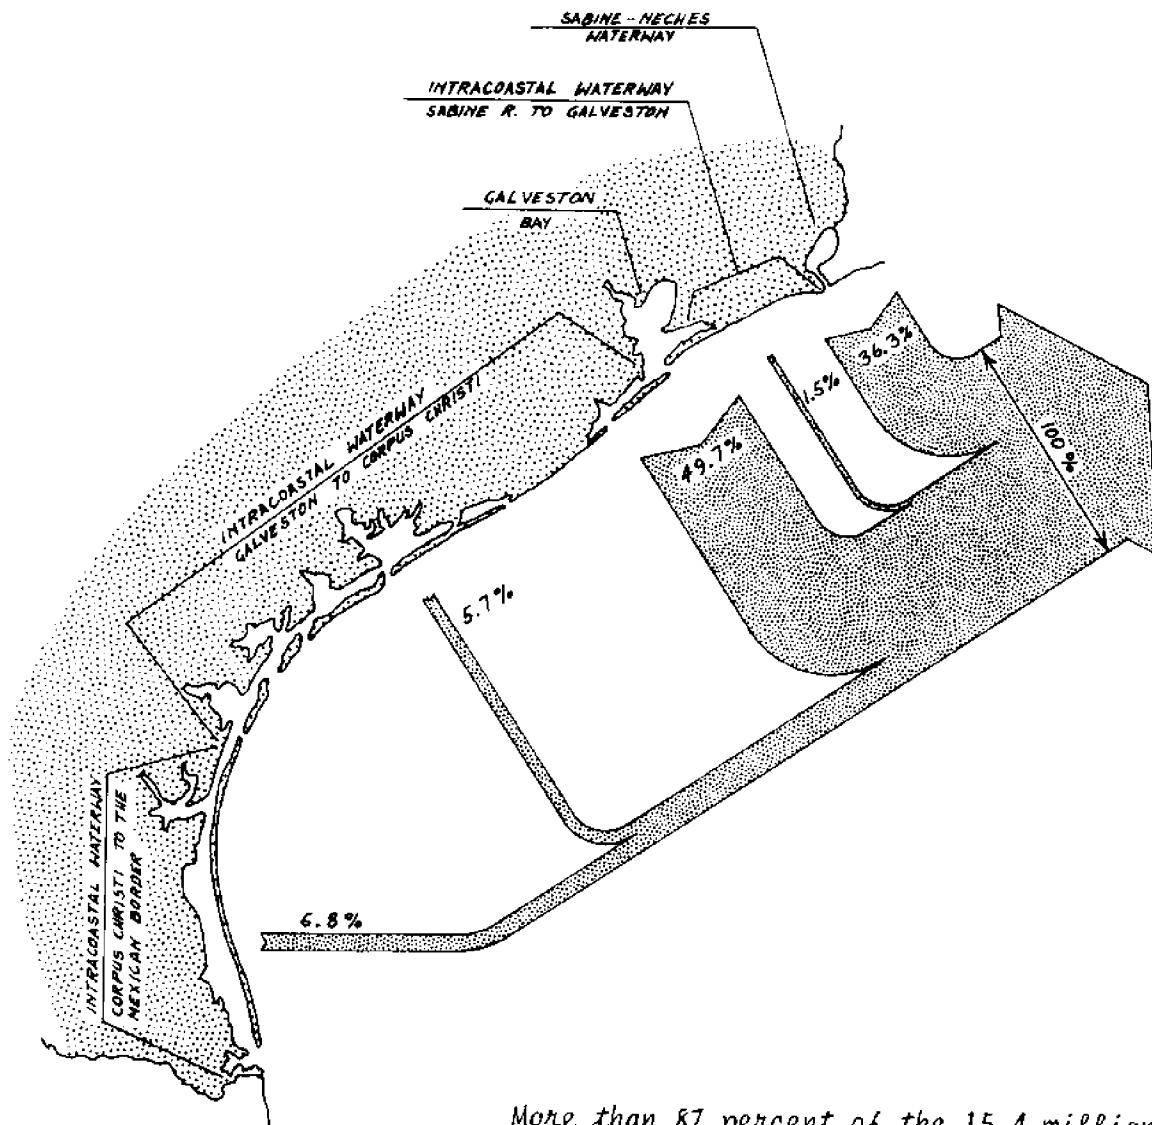 SABINE-NECHES
WATERWAY
INTRACOASTAL WATERWAY
SABINE R. TO GALVESTON
GALVESTON
BAY
36.3%
1.5%
100%
49.7%
INTRACOASTAL WATERWAY
GALVESTON TO CORPUS CHRISTI
5.7%
INTRACOASTAL WATERWAY
CORPUS CHRISTI TO THE
MEXICAN BORDER
6.8%
More than 87 percent of the 15.4 million